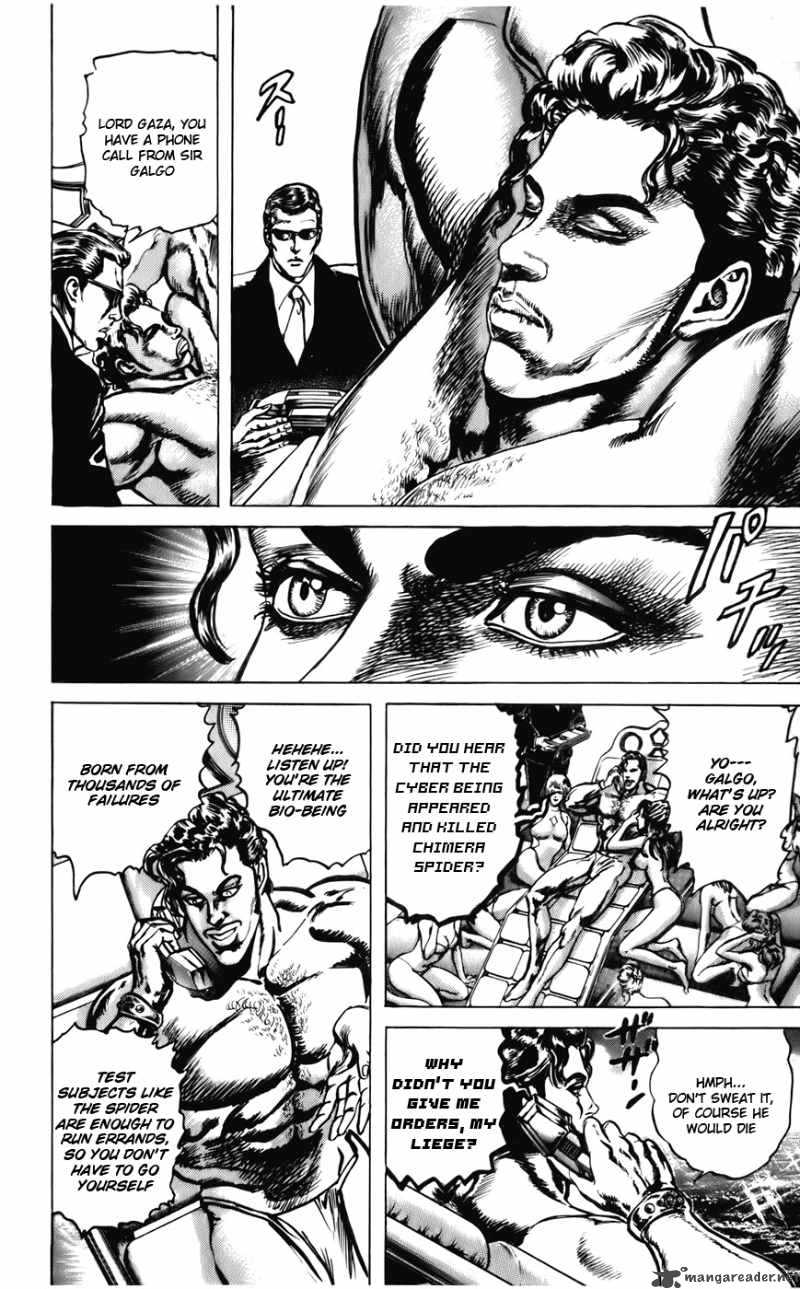 LORD GAZA, YOU
HAVE A PHONE
CALL FROM SIR
GALGO
スー
パチッ
YO---
GALGO,
WHAT'S UP?
ARE YOU
ALRIGHT?
DID YOU HEAR
THAT THE
CYBER BEING
APPEARED
AND KILLED
CHIMERA
SPIDER?
HMPH...
DON'T SWEAT IT,
OF COURSE HE
WOULD DIE
ザザ
WHY
DIDN'T YOU
GIVE ME
ORDERS, MY
LIEGE?
HEHEHE...
LISTEN UP!
YOU'RE THE
ULTIMATE
BIO-BEING
BORN FROM
THOUSANDS OF
FAILURES
TEST
SUBJECTS LIKE
THE SPIDER
ARE ENOUGH TO
RUN ERRANDS,
SO YOU DON'T
HAVE TO GO
YOURSELF
mangareader.net